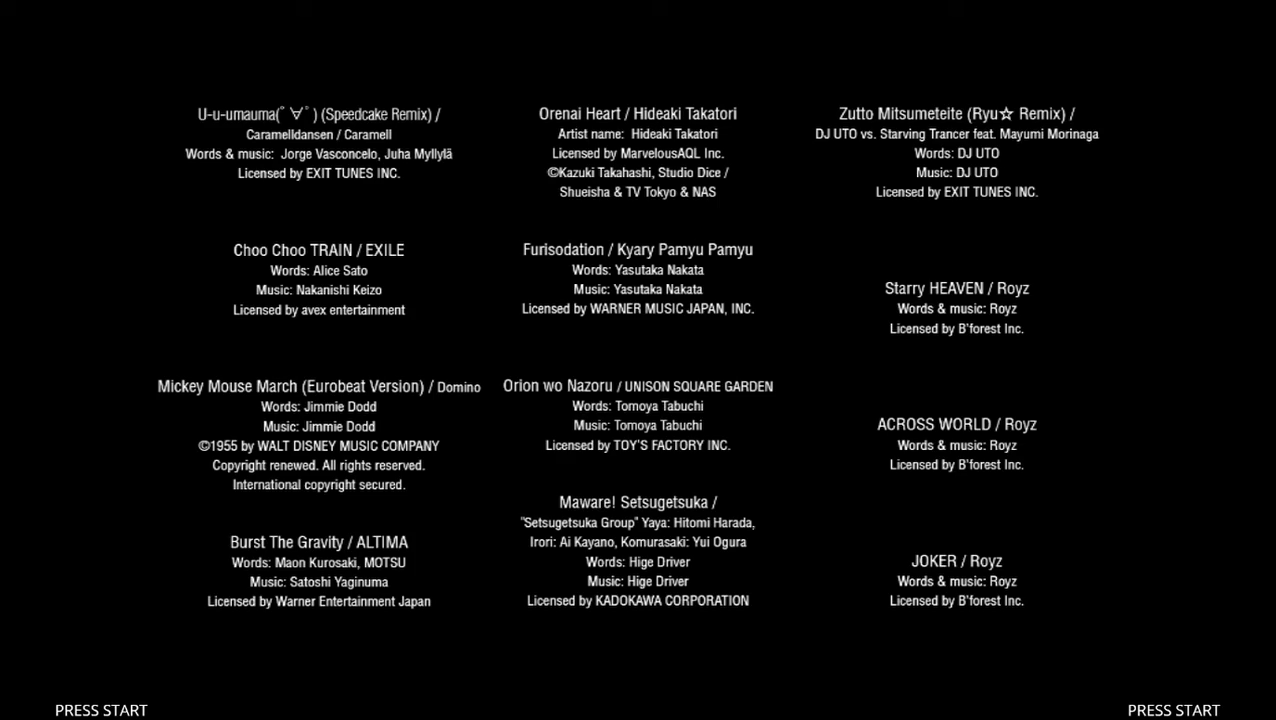 U-u-umauma(ﾟ∀ﾟ) (Speedcake Remix) /
Caramelldansen / Caramell
Words & music:  Jorge Vasconcelo, Juha Myllylä
Licensed by EXIT TUNES INC.
Choo Choo TRAIN / EXILE
Words: Alice Sato
Music: Nakanishi Keizo
Licensed by avex entertainment
Mickey Mouse March (Eurobeat Version) / Domino
Words: Jimmie Dodd
Music: Jimmie Dodd
©1955 by WALT DISNEY MUSIC COMPANY
Copyright renewed. All rights reserved.
International copyright secured.
Burst The Gravity / ALTIMA
Words: Maon Kurosaki, MOTSU
Music: Satoshi Yaginuma
Licensed by Warner Entertainment Japan
Orenai Heart / Hideaki Takatori
Artist name:  Hideaki Takatori
Licensed by MarvelousAQL Inc.
©Kazuki Takahashi, Studio Dice /
Shueisha & TV Tokyo & NAS
Furisodation / Kyary Pamyu Pamyu
Words: Yasutaka Nakata
Music: Yasutaka Nakata
Licensed by WARNER MUSIC JAPAN, INC.
Orion wo Nazoru / UNISON SQUARE GARDEN
Words: Tomoya Tabuchi
Music: Tomoya Tabuchi
Licensed by TOY'S FACTORY INC.
Maware! Setsugetsuka /
"Setsugetsuka Group" Yaya: Hitomi Harada,
Irori: Ai Kayano, Komurasaki: Yui Ogura
Words: Hige Driver
Music: Hige Driver
Licensed by KADOKAWA CORPORATION
Zutto Mitsumeteite (Ryu☆ Remix) /
DJ UTO vs. Starving Trancer feat. Mayumi Morinaga
Words: DJ UTO
Music: DJ UTO
Licensed by EXIT TUNES INC.
Starry HEAVEN / Royz
Words & music: Royz
Licensed by B'forest Inc.
ACROSS WORLD / Royz
Words & music: Royz
Licensed by B'forest Inc.
JOKER / Royz
Words & music: Royz
Licensed by B'forest Inc.
PRESS START
PRESS START